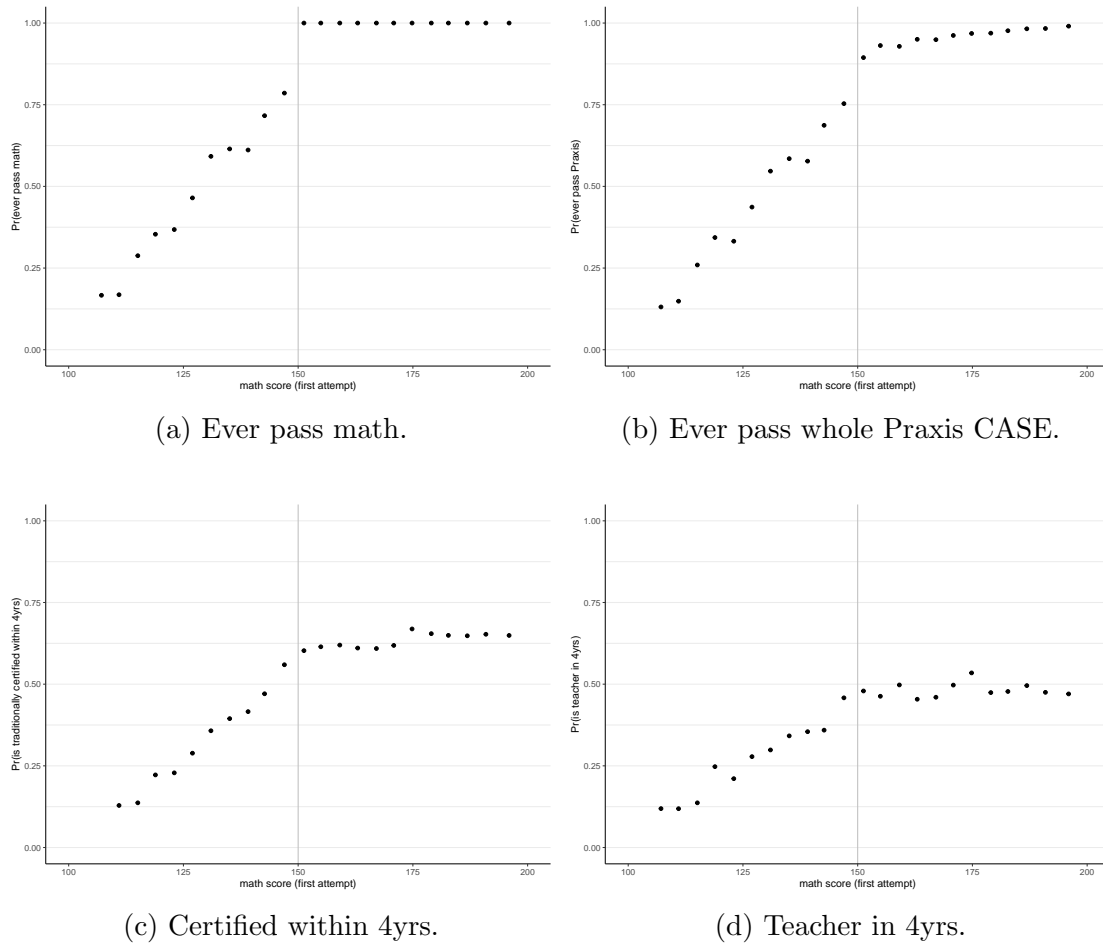 1.00
0.75
0.50
0.25
0.00
Pr(ever pass math)
100 125 150 175 200
math score (first attempt)
(a) Ever pass math.
1.00
0.75
0.50
0.25
0.00
Pr(ever pass Praxis)
100 125 150 175 200
math score (first attempt)
(b) Ever pass whole Praxis CASE.
1.00
0.75
0.50
0.25
0.00
Pr(is traditionally certified within 4yrs)
100 125 150 175 200
math score (first attempt)
(c) Certified within 4yrs.
1.00
0.75
0.50
0.25
0.00
Pr(is teacher in 4yrs)
100 125 150 175 200
math score (first attempt)
(d) Teacher in 4yrs.